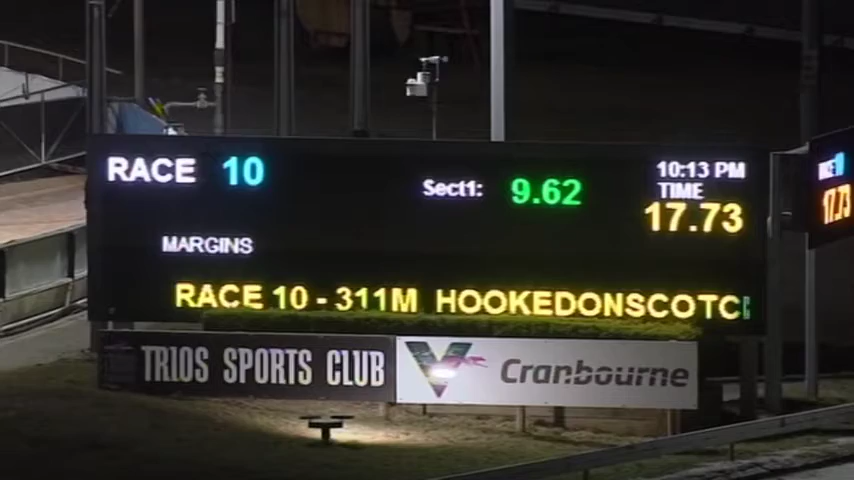 RACE 10
Sect1: 9.62
10:13 PM
TIME
17.73
MARGINS
RACE 10 - 311M HOOKEDONSCOTC
TRIOS SPORTS CLUB
Cranbourne
17.73